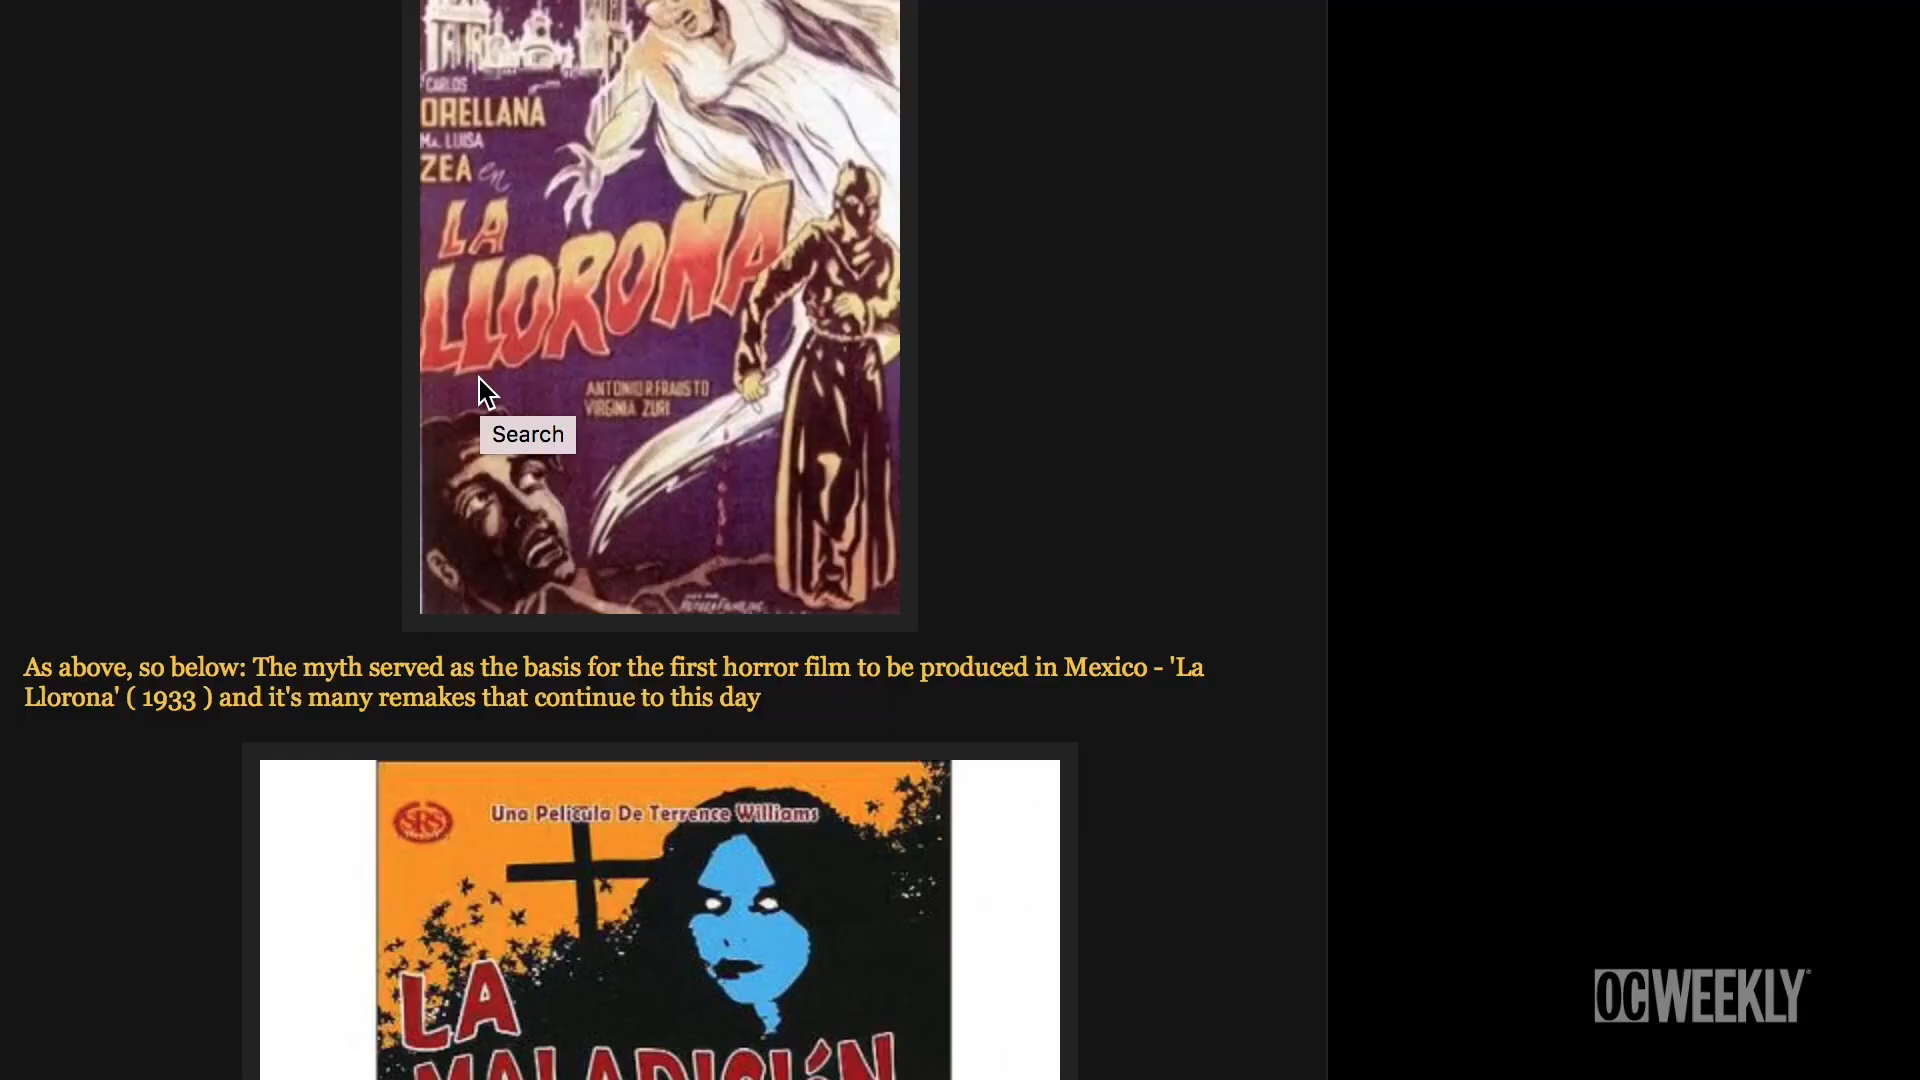 CARLOS
ORELLANA
Ma. LUISA
ZEA en
LA
LLORONA
ANTONIO R. FRAUSTO
VIRGINIA ZURI
Search
As above, so below: The myth served as the basis for the first horror film to be produced in Mexico - 'La
Llorona' ( 1933 ) and it's many remakes that continue to this day
SRS
Una Pelicula De Terrence Williams
LA
MALADICIÓN
OCWEEKLY